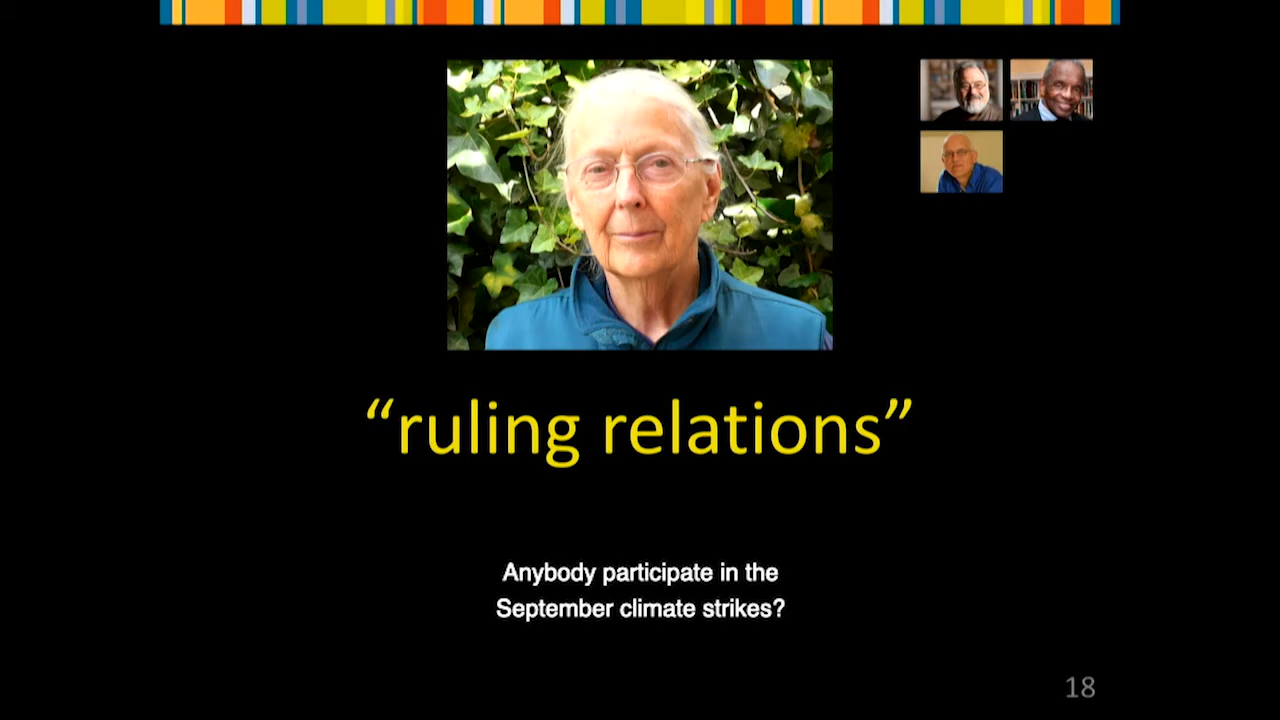 “ruling relations”
Anybody participate in the
September climate strikes?
18